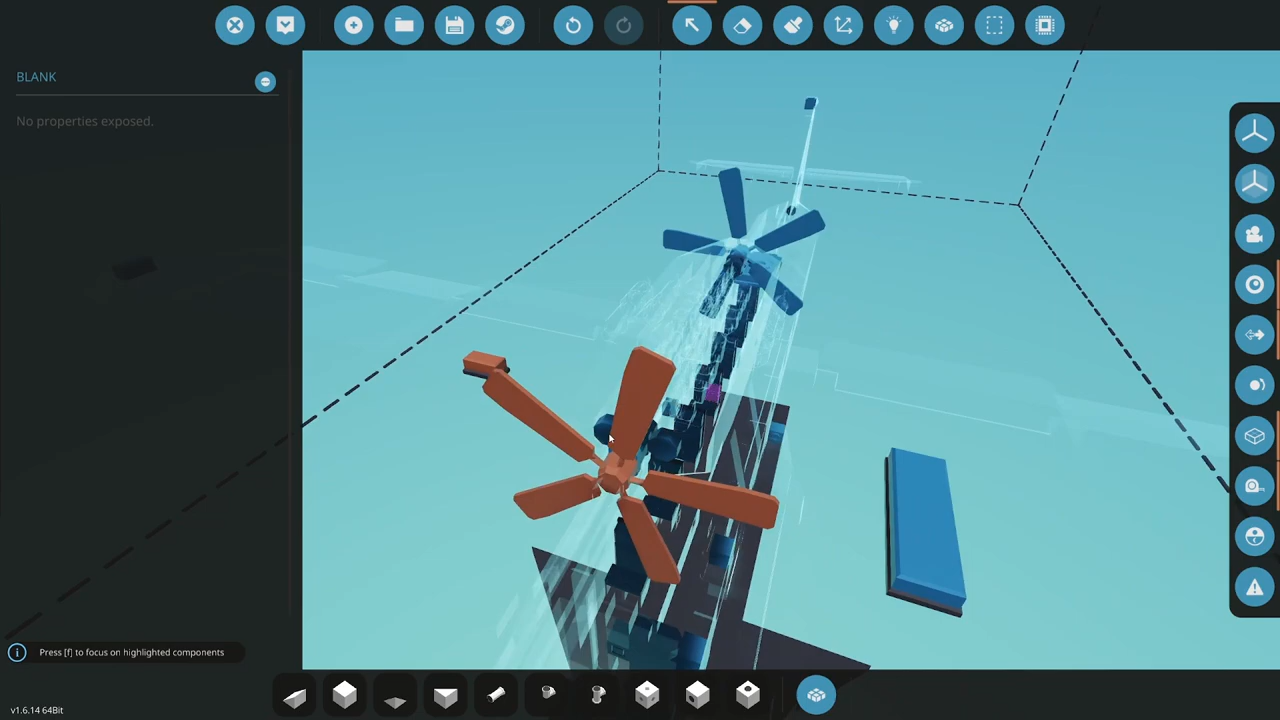 BLANK
No properties exposed.
Press [f] to focus on highlighted components
v1.6.14 64Bit